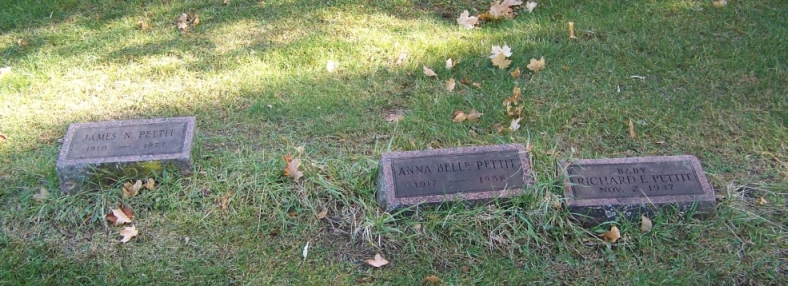 JAMES N. PETTIT
ANNA BELLE PETTIT
1917 — 1958
BABY
RICHARD E. PETTIT
NOV. 2, 1937